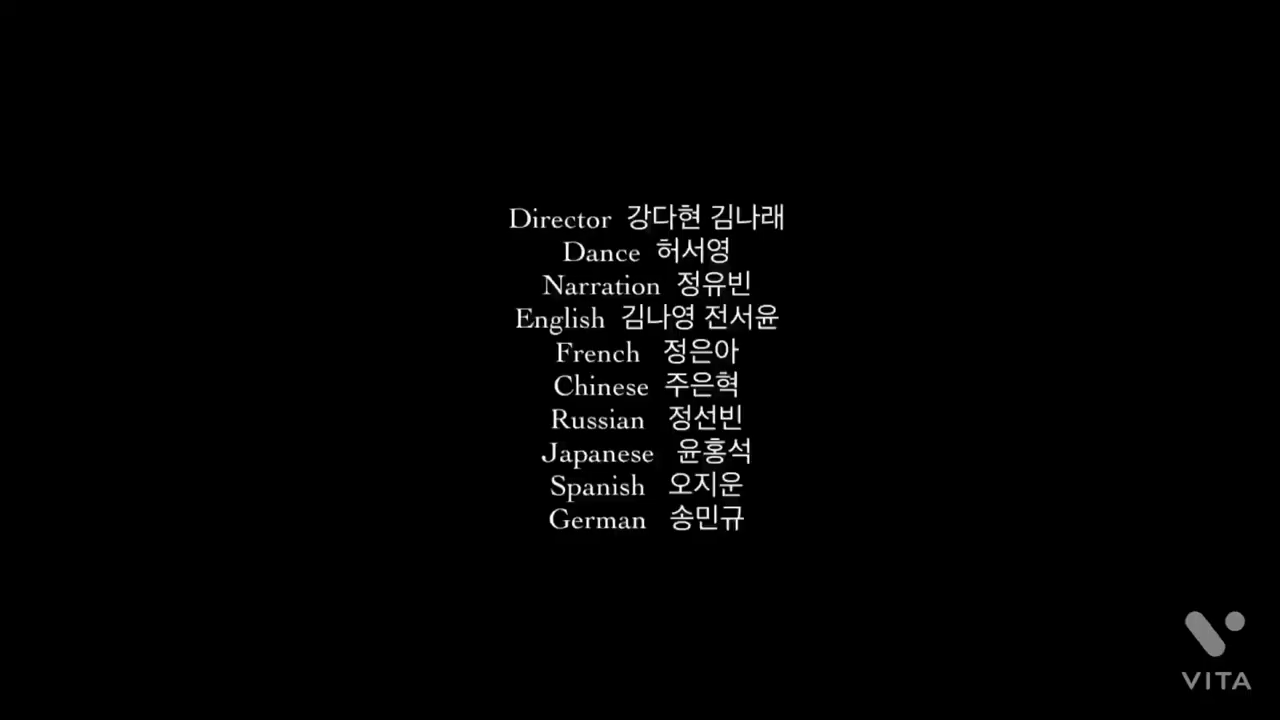 Director 강다현 김나래
Dance 허서영
Narration 정유빈
English 김나영 전서윤
French 정은아
Chinese 주은혁
Russian 정선빈
Japanese 윤홍석
Spanish 오지운
German 송민규
VITA